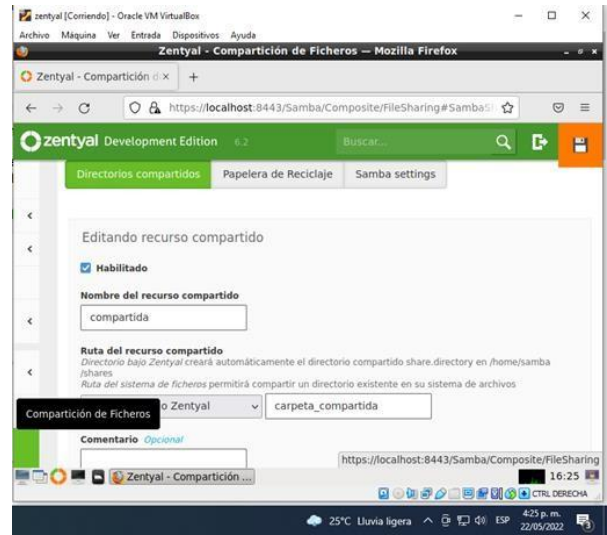 zentyal [Corriendo] - Oracle VM VirtualBox
Archivo Máquina Ver Entrada Dispositivos Ayuda
Zentyal - Compartición de Ficheros — Mozilla Firefox
Zentyal - Compartición d
https://localhost:8443/Samba/Composite/FileSharing#SambaS
zentyal Development Edition 6.2 Buscar...
Directorios compartidos Papelera de Reciclaje Samba settings
Editando recurso compartido
Habilitado
Nombre del recurso compartido
compartida
Ruta del recurso compartido
Directorio bajo Zentyal creará automáticamente el directorio compartido share.directory en /home/samba
/shares
Ruta del sistema de ficheros permitirá compartir un directorio existente en su sistema de archivos
o Zentyal carpeta_compartida
Compartición de Ficheros
Comentario Opcional
https://localhost:8443/Samba/Composite/FileSharing
Zentyal - Compartición ... 16:25
CTRL DERECHA
25°C Lluvia ligera ESP 4:25 p. m.
22/05/2022